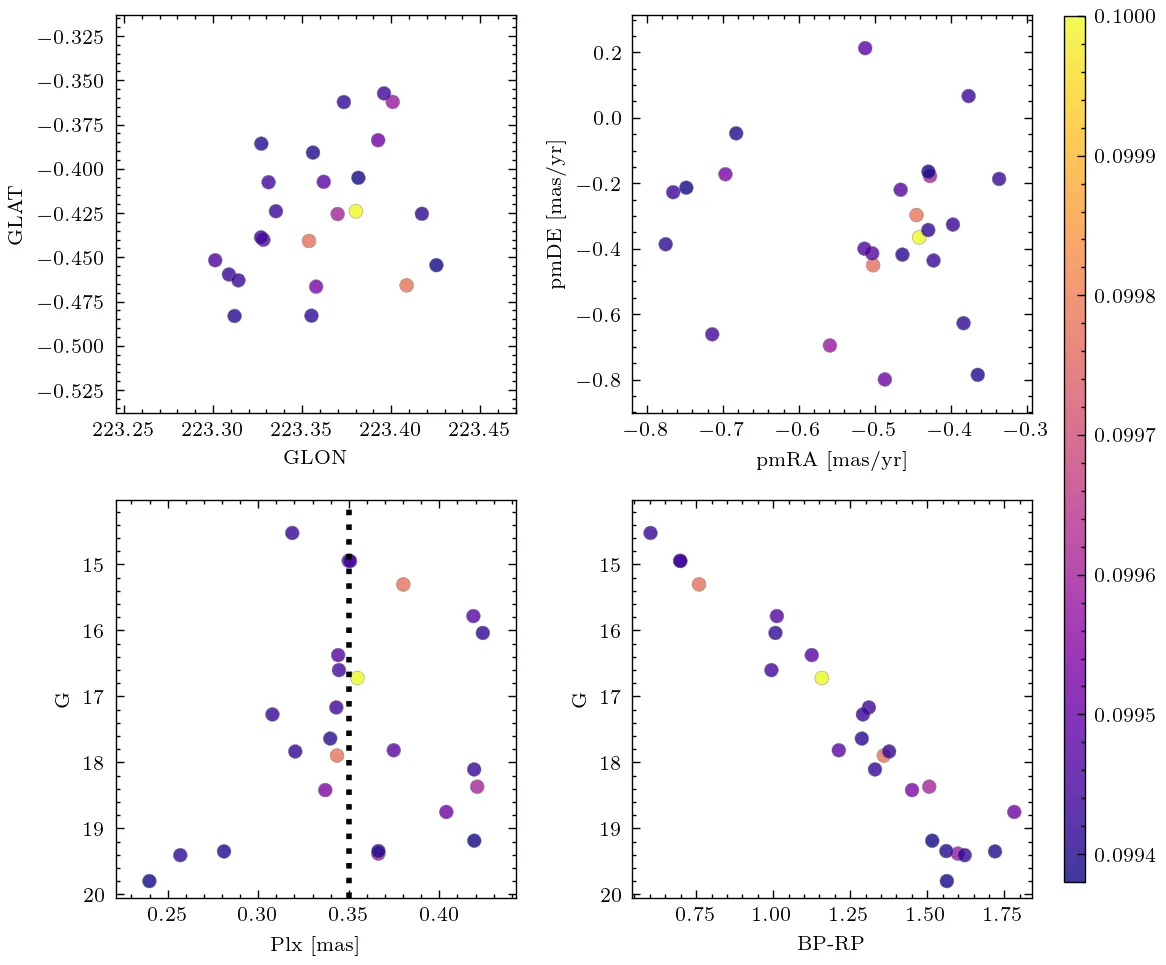 −0.325
−0.350
−0.375
−0.400
−0.425
−0.450
−0.475
−0.500
−0.525
GLAT
223.25 223.30 223.35 223.40 223.45
GLON
0.2
0.0
−0.2
−0.4
−0.6
−0.8
pmDE [mas/yr]
−0.8 −0.7 −0.6 −0.5 −0.4 −0.3
pmRA [mas/yr]
15
16
17
18
19
20
G
0.25 0.30 0.35 0.40
Plx [mas]
15
16
17
18
19
20
G
0.75 1.00 1.25 1.50 1.75
BP-RP
0.1000
0.0999
0.0998
0.0997
0.0996
0.0995
0.0994